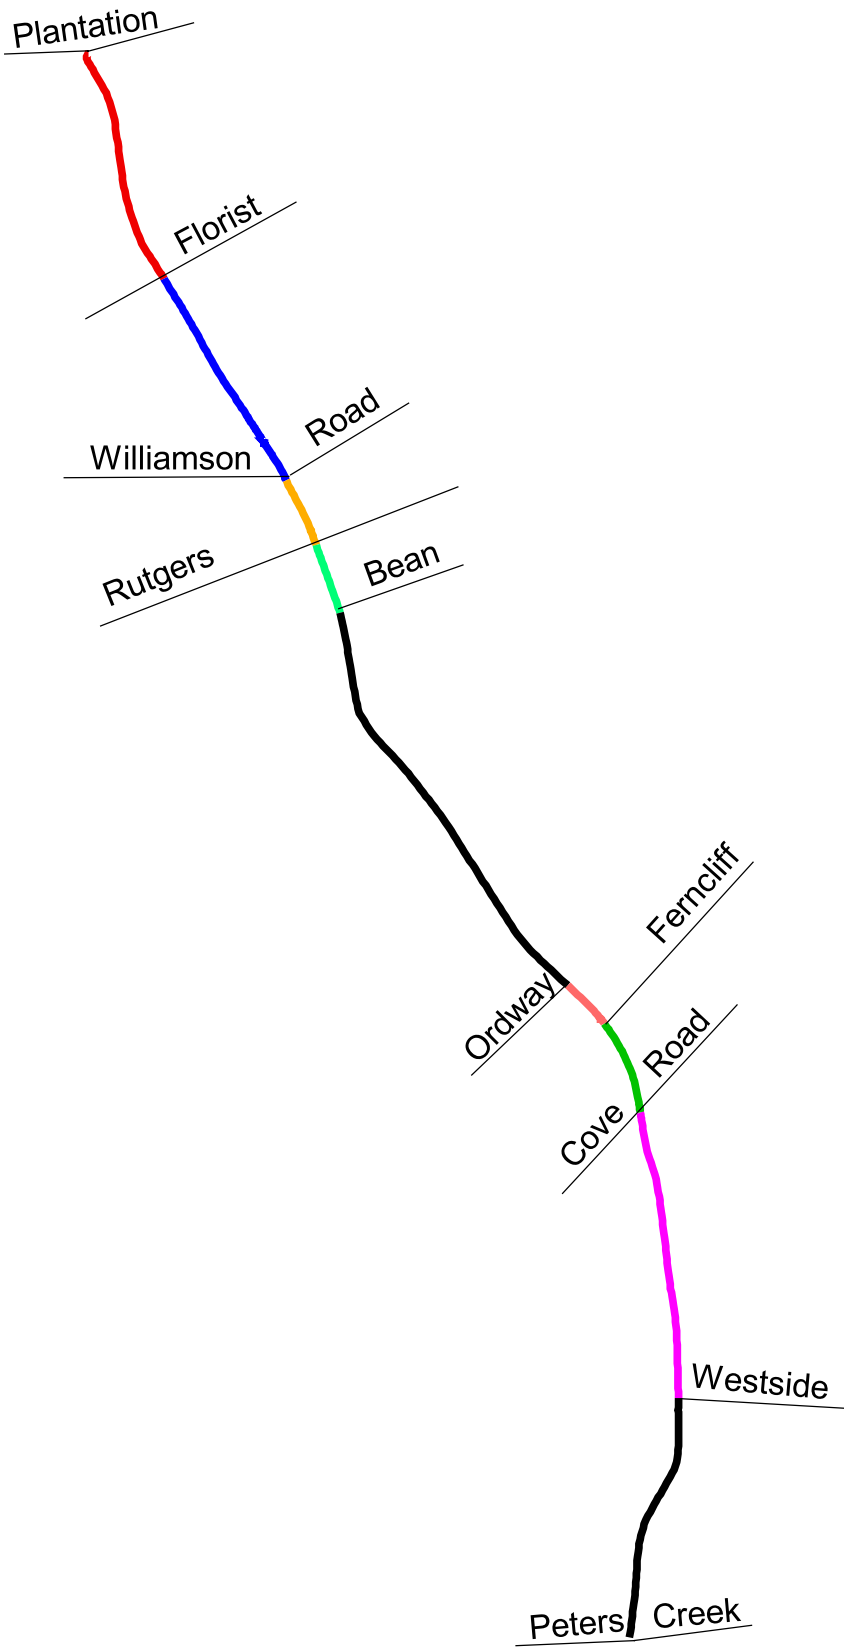 Plantation
Florist
Williamson Road
Rutgers
Bean
Ferncliff
Ordway
Cove Road
Westside
Peters Creek